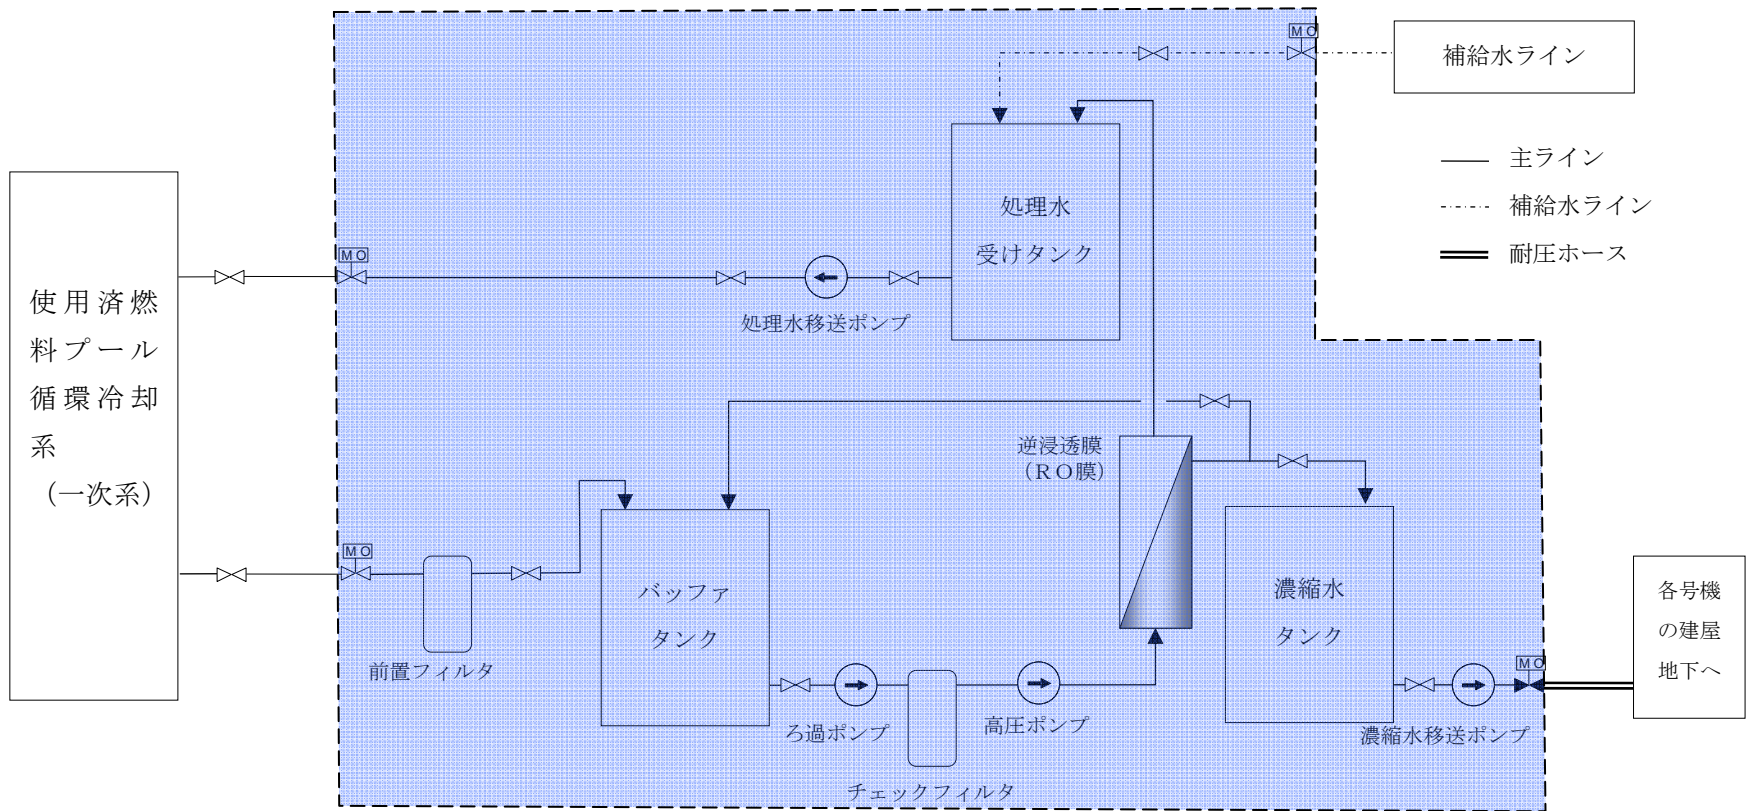 ＭＯ
補給水ライン
主ライン
補給水ライン
耐圧ホース
処理水
受けタンク
ＭＯ
処理水移送ポンプ
使用済燃
料プール
循環冷却
系
（一次系）
逆浸透膜
（ＲＯ膜）
ＭＯ
前置フィルタ
バッファ
タンク
ろ過ポンプ
チェックフィルタ
高圧ポンプ
濃縮水
タンク
濃縮水移送ポンプ
ＭＯ
各号機
の建屋
地下へ